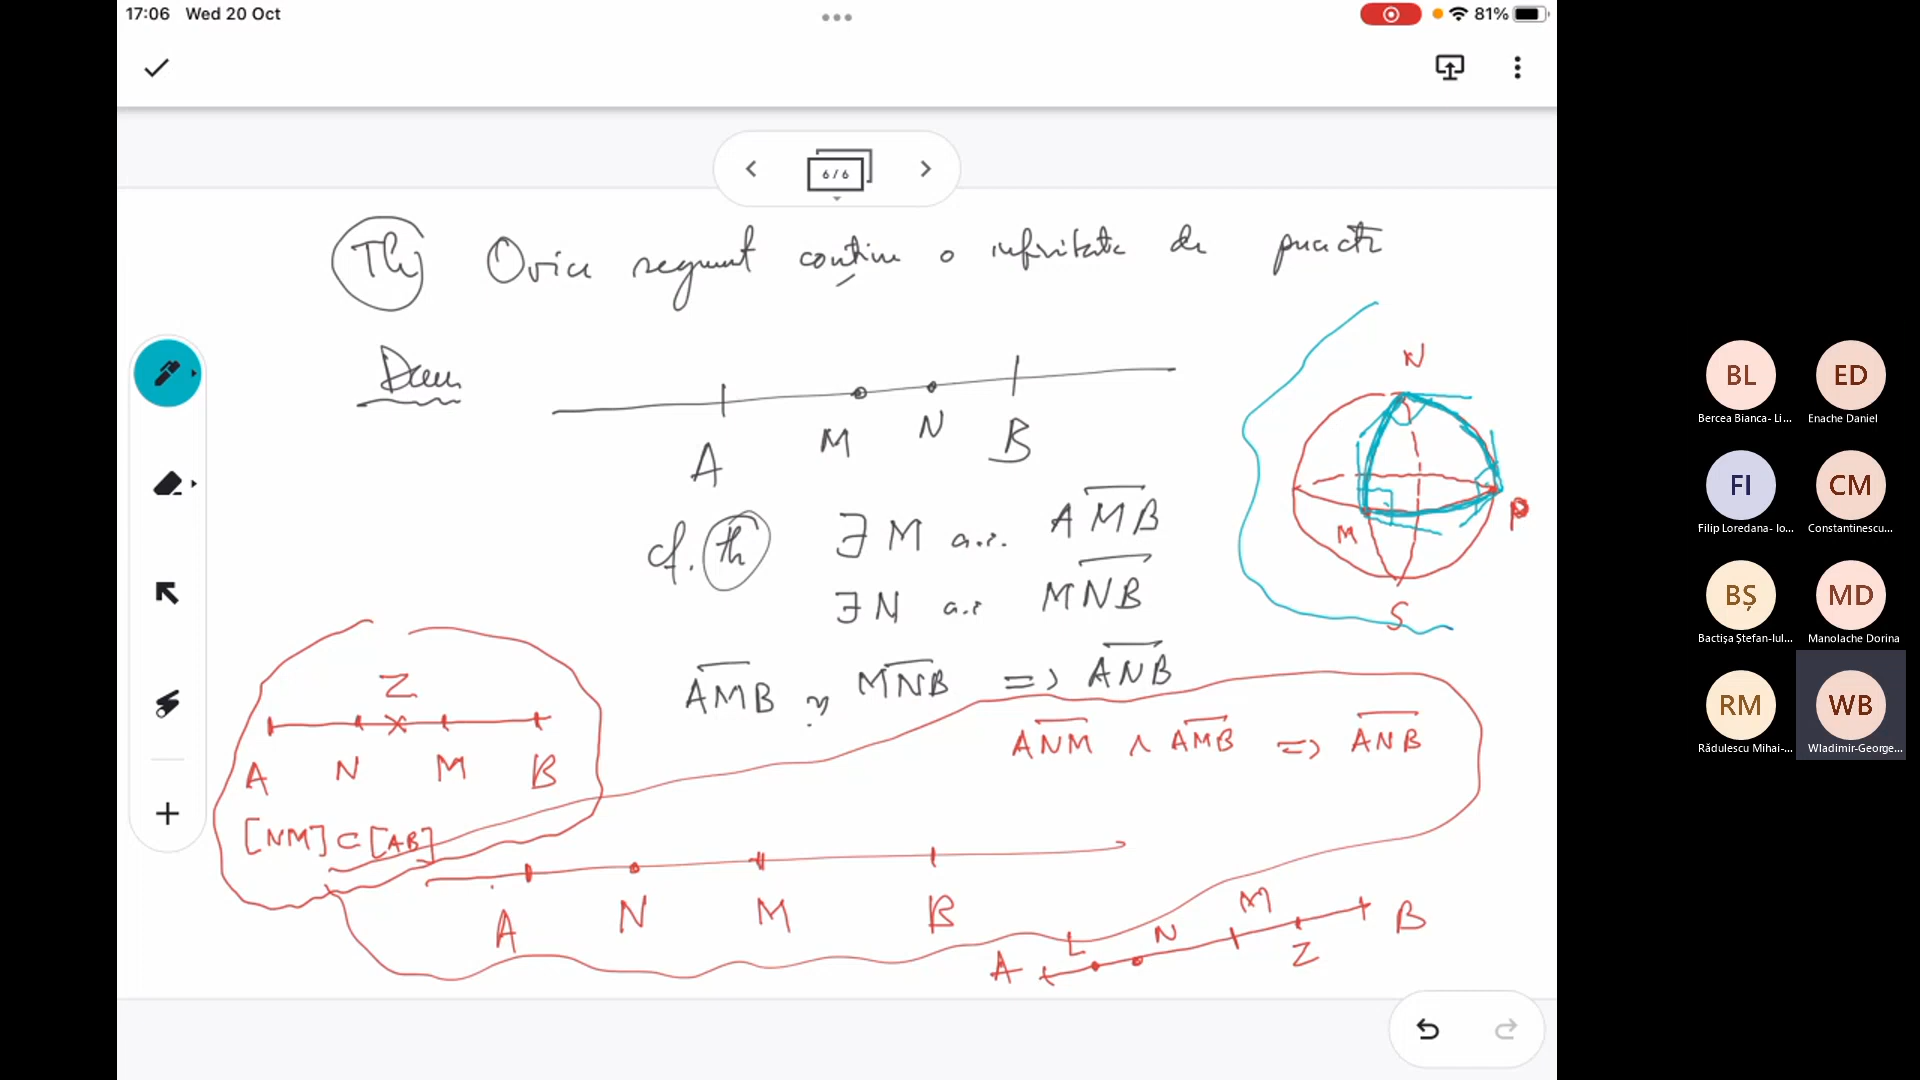 17:06 Wed 20 Oct
81%
6/6
Th Orice segment conține o infinitate de puncte
Dem
A M N B
cf. th ∃ M a.î. AMB
∃ N a.î. MNB
AMB și MNB => ANB
N
M P
S
Z
A N M B
[NM] ⊂ [AB]
ANM ∧ AMB => ANB
A N M B
A L N M Z B
BL
Bercea Bianca- Li...
ED
Enache Daniel
FI
Filip Loredana- Io...
CM
Constantinescu...
BȘ
Bactișa Ștefan-Iul...
MD
Manolache Dorina
RM
Rădulescu Mihai-...
WB
Wladimir-George...